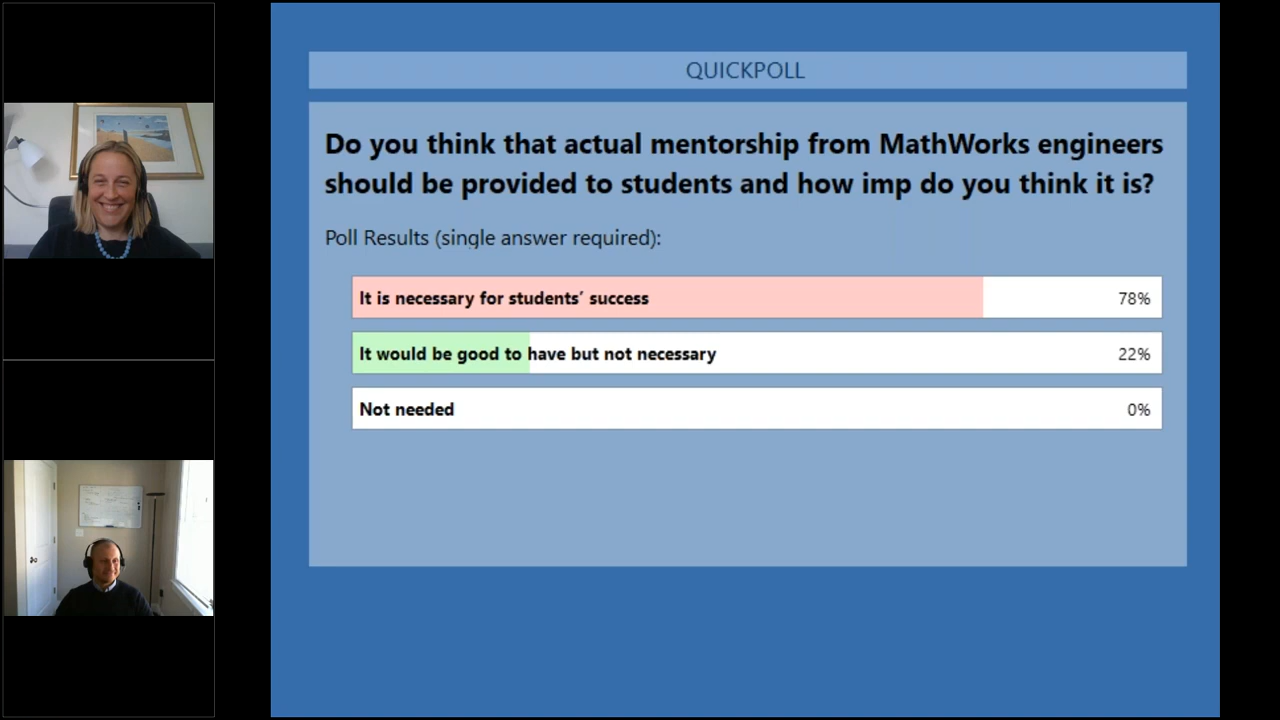 QUICKPOLL
Do you think that actual mentorship from MathWorks engineers
should be provided to students and how imp do you think it is?
Poll Results (single answer required):
It is necessary for students´ success 78%
It would be good to have but not necessary 22%
Not needed 0%